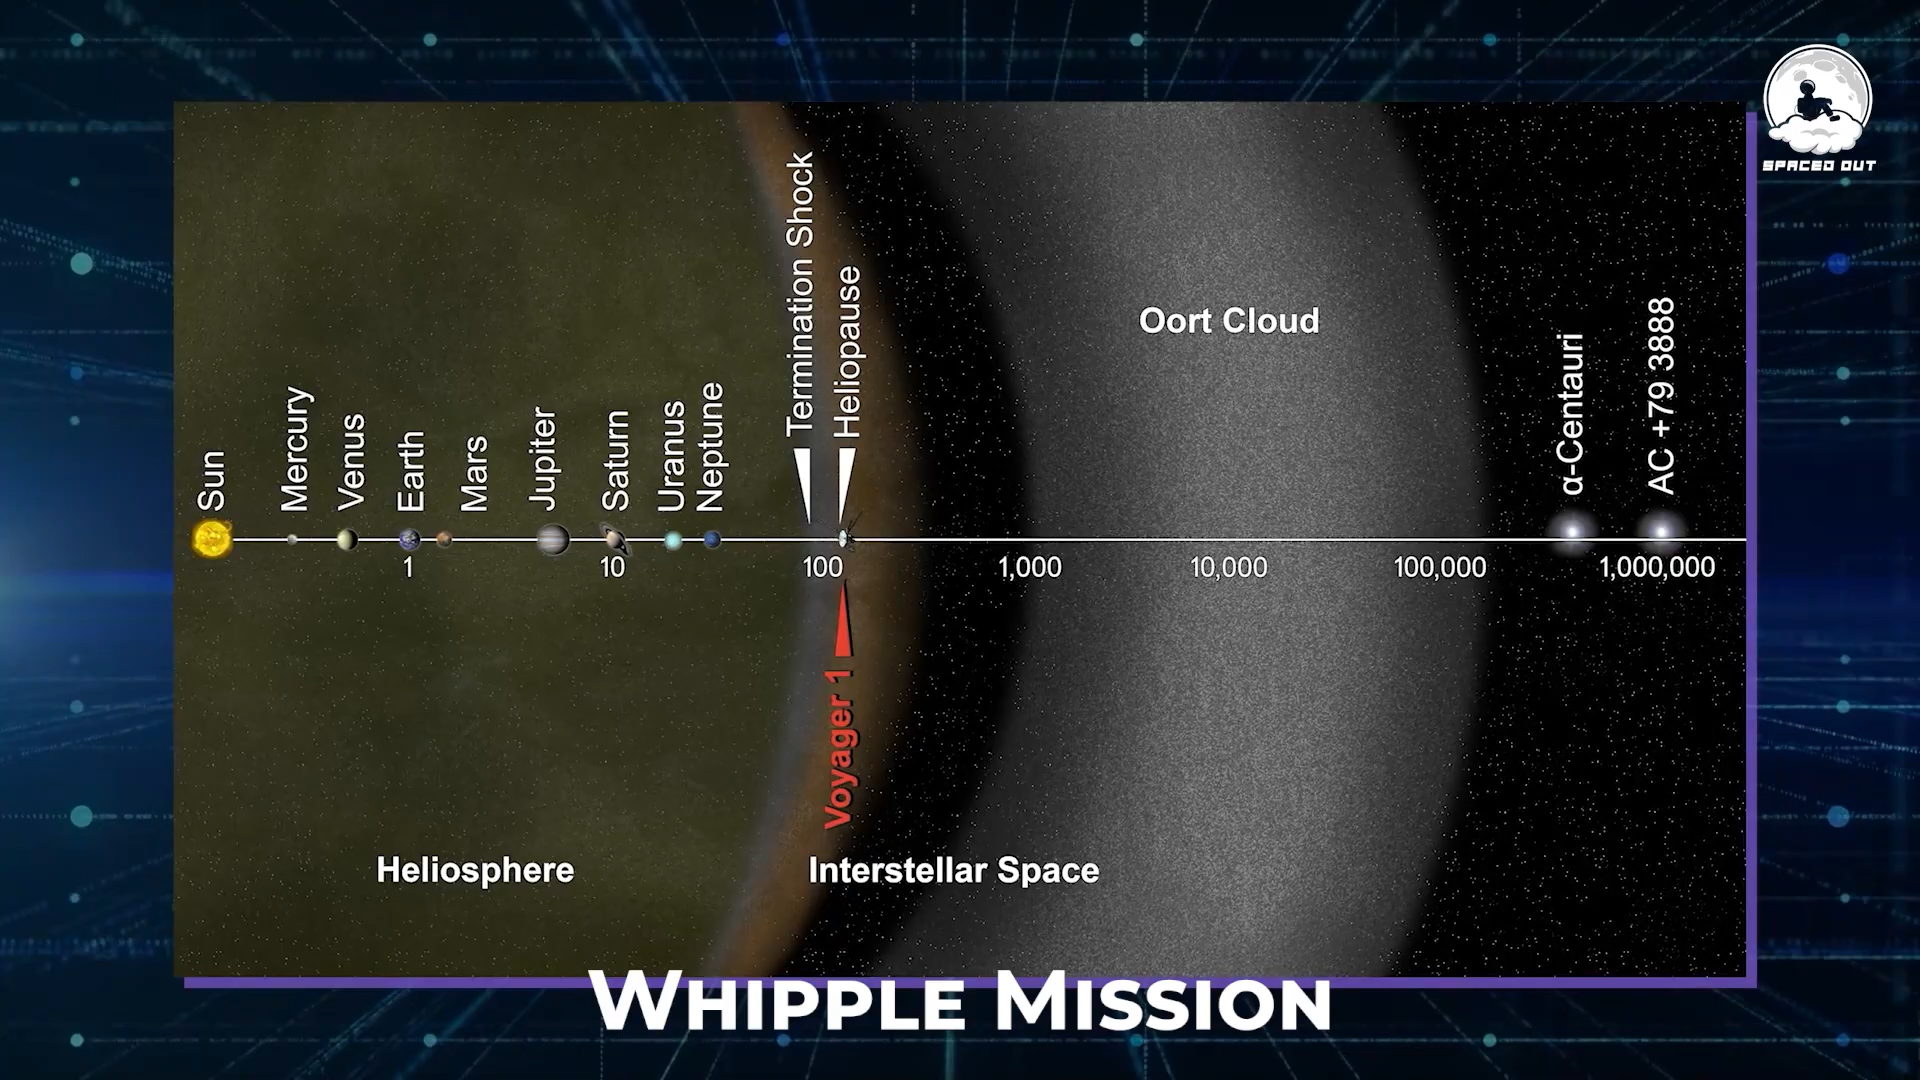 SPACED OUT
Sun
Mercury
Venus
Earth
Mars
Jupiter
Saturn
Uranus
Neptune
Termination Shock
Heliopause
Oort Cloud
α-Centauri
AC +79 3888
1
10
100
1,000
10,000
100,000
1,000,000
Voyager 1
Heliosphere
Interstellar Space
WHIPPLE MISSION